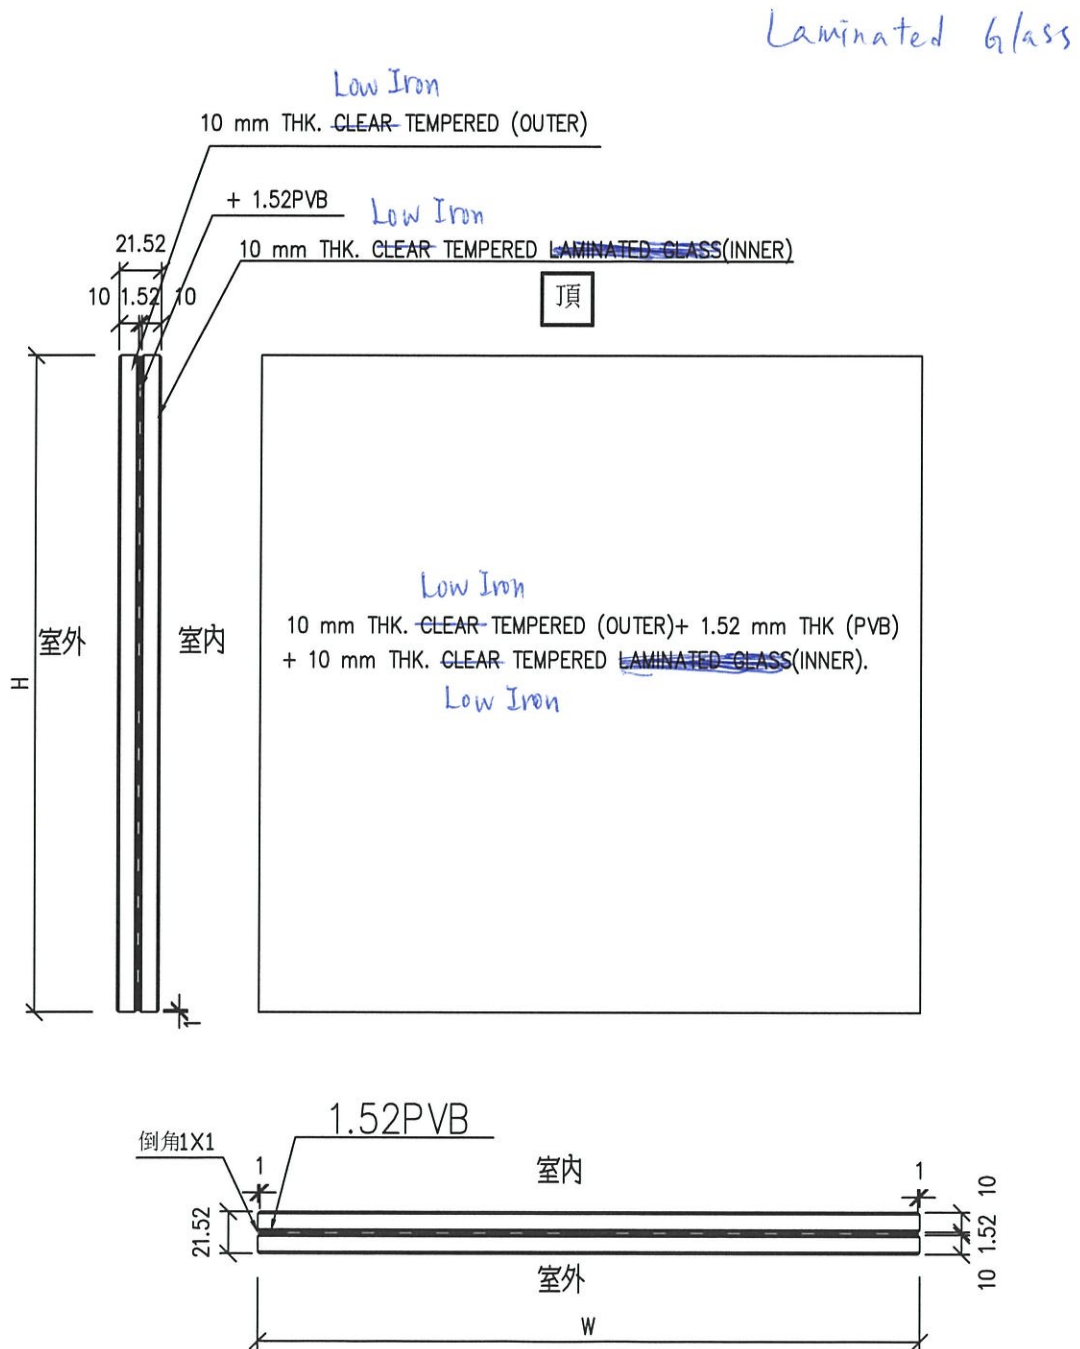 Laminated Glass
Low Iron
10 mm THK. CLEAR TEMPERED (OUTER)
+ 1.52PVB
Low Iron
21.52
10 mm THK. CLEAR TEMPERED LAMINATED GLASS(INNER)
10 1.52 10
頂
Low Iron
10 mm THK. CLEAR TEMPERED (OUTER)+ 1.52 mm THK (PVB)
室外
室內
+ 10 mm THK. CLEAR TEMPERED LAMINATED GLASS(INNER).
H
Low Iron
1
1.52PVB
倒角1X1
1
室內
1
10
21.52
1.52
10
室外
W